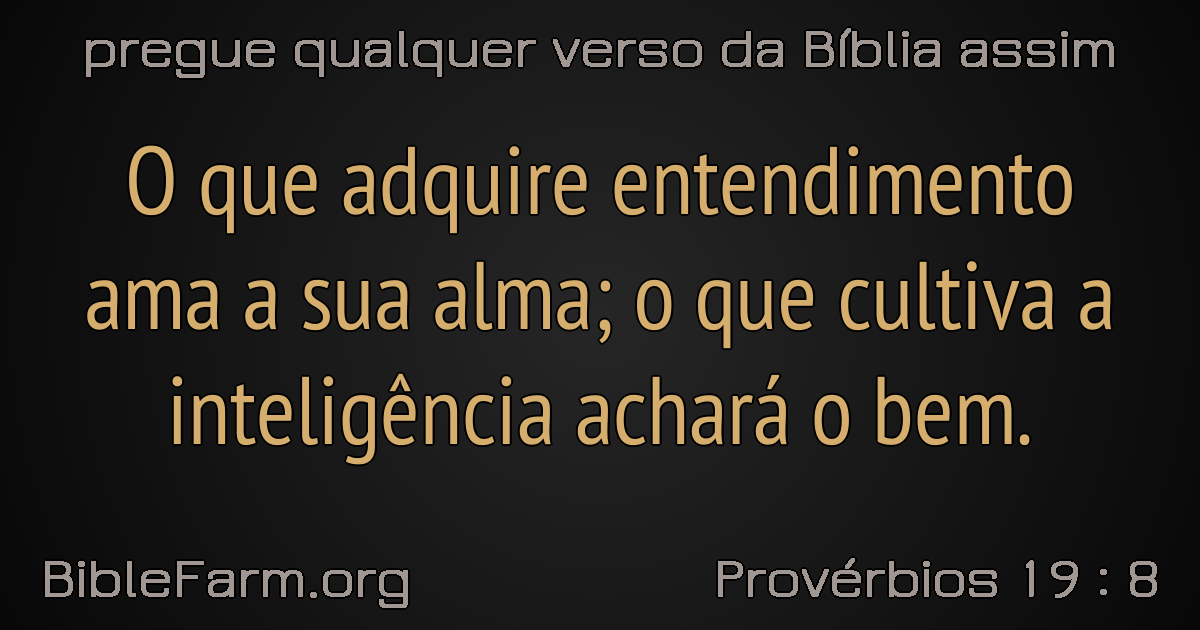 pregue qualquer verso da Bíblia assim
O que adquire entendimento
ama a sua alma; o que cultiva a
inteligência achará o bem.
BibleFarm.org
Provérbios 19 : 8